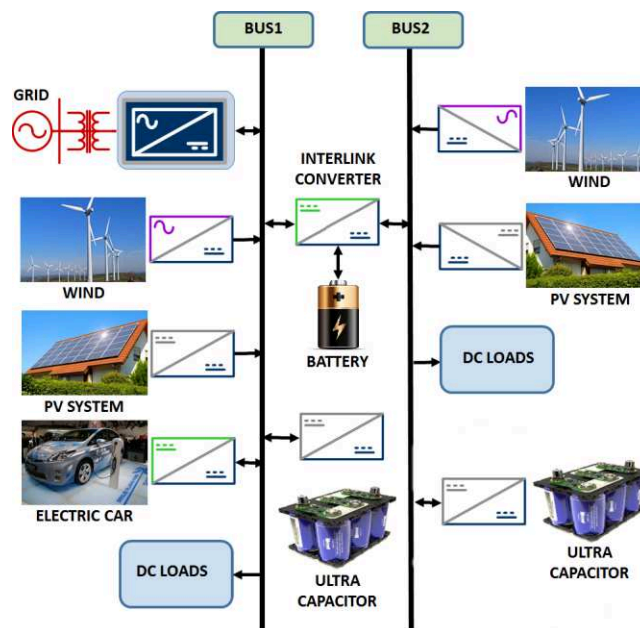 BUS1
BUS2
GRID
INTERLINK
CONVERTER
WIND
WIND
PV SYSTEM
BATTERY
PV SYSTEM
DC LOADS
ELECTRIC CAR
DC LOADS
ULTRA
CAPACITOR
ULTRA
CAPACITOR